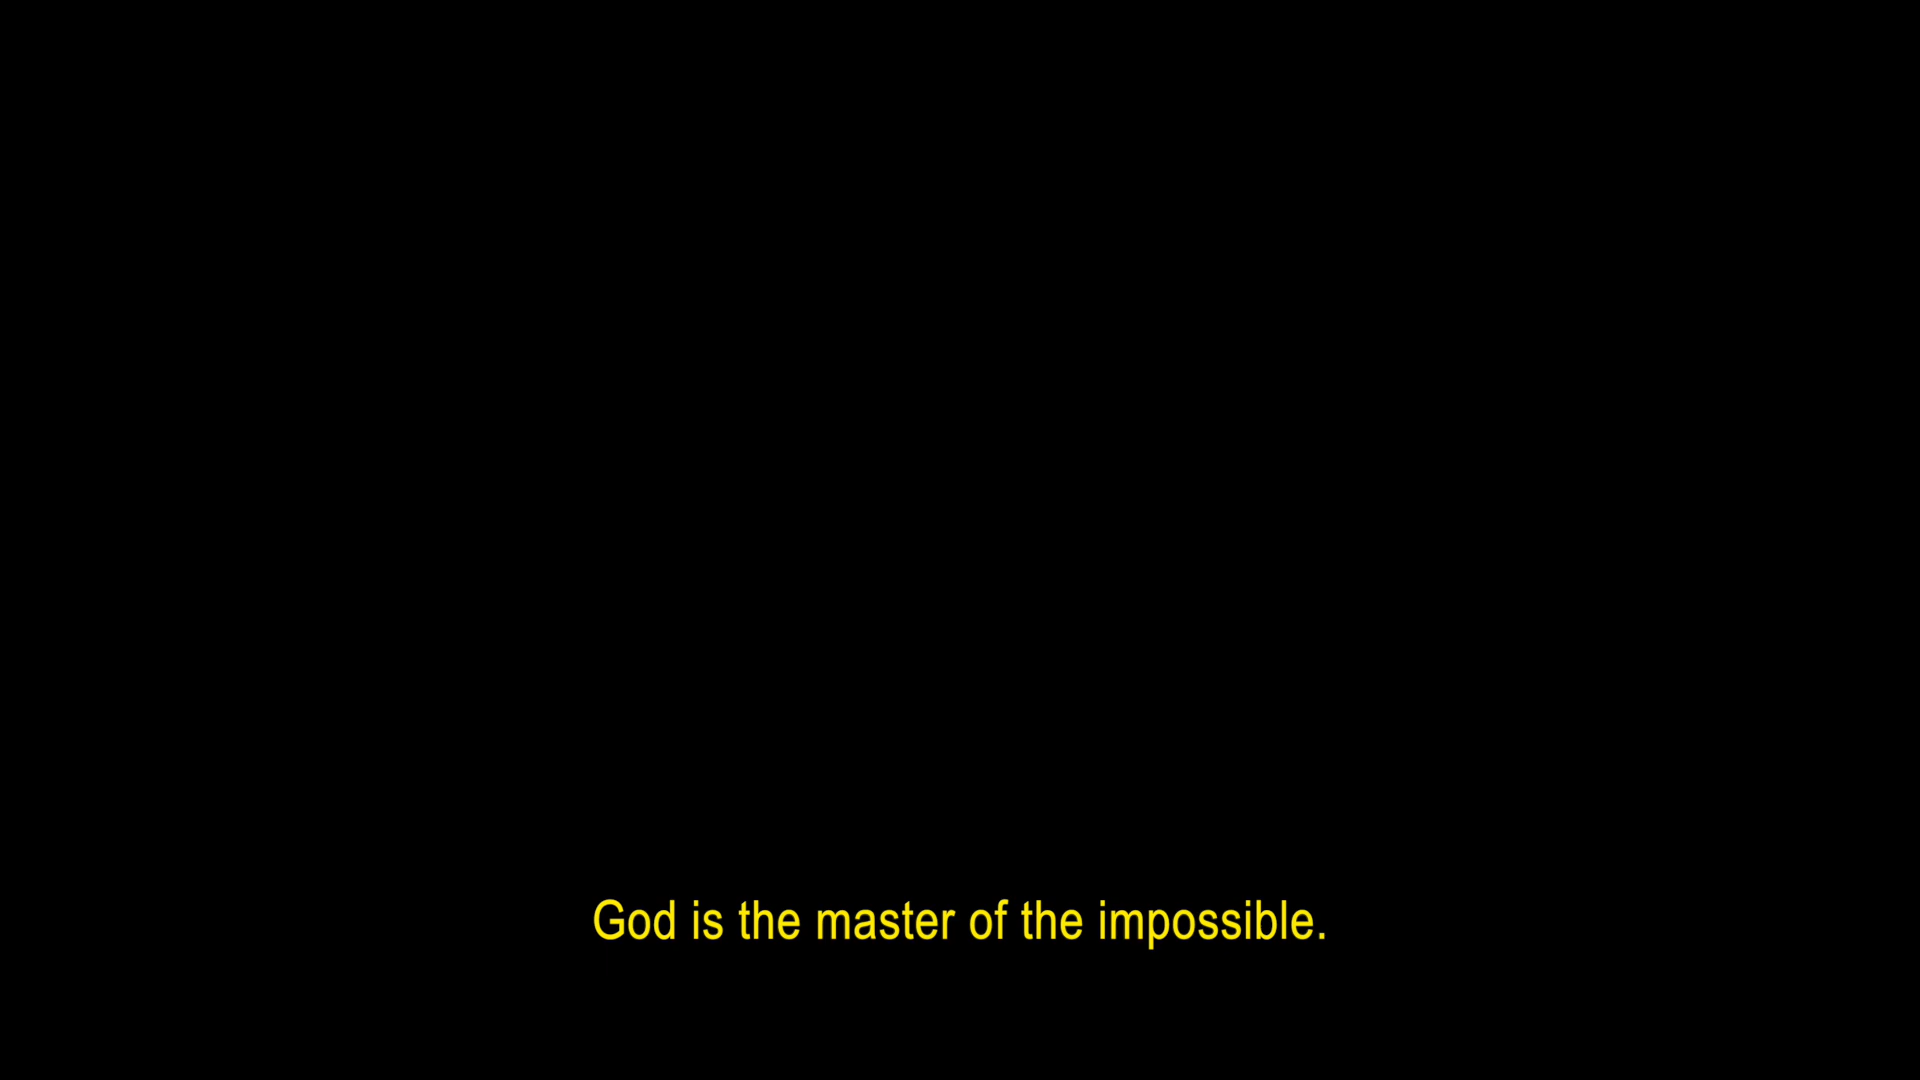 God is the master of the impossible.